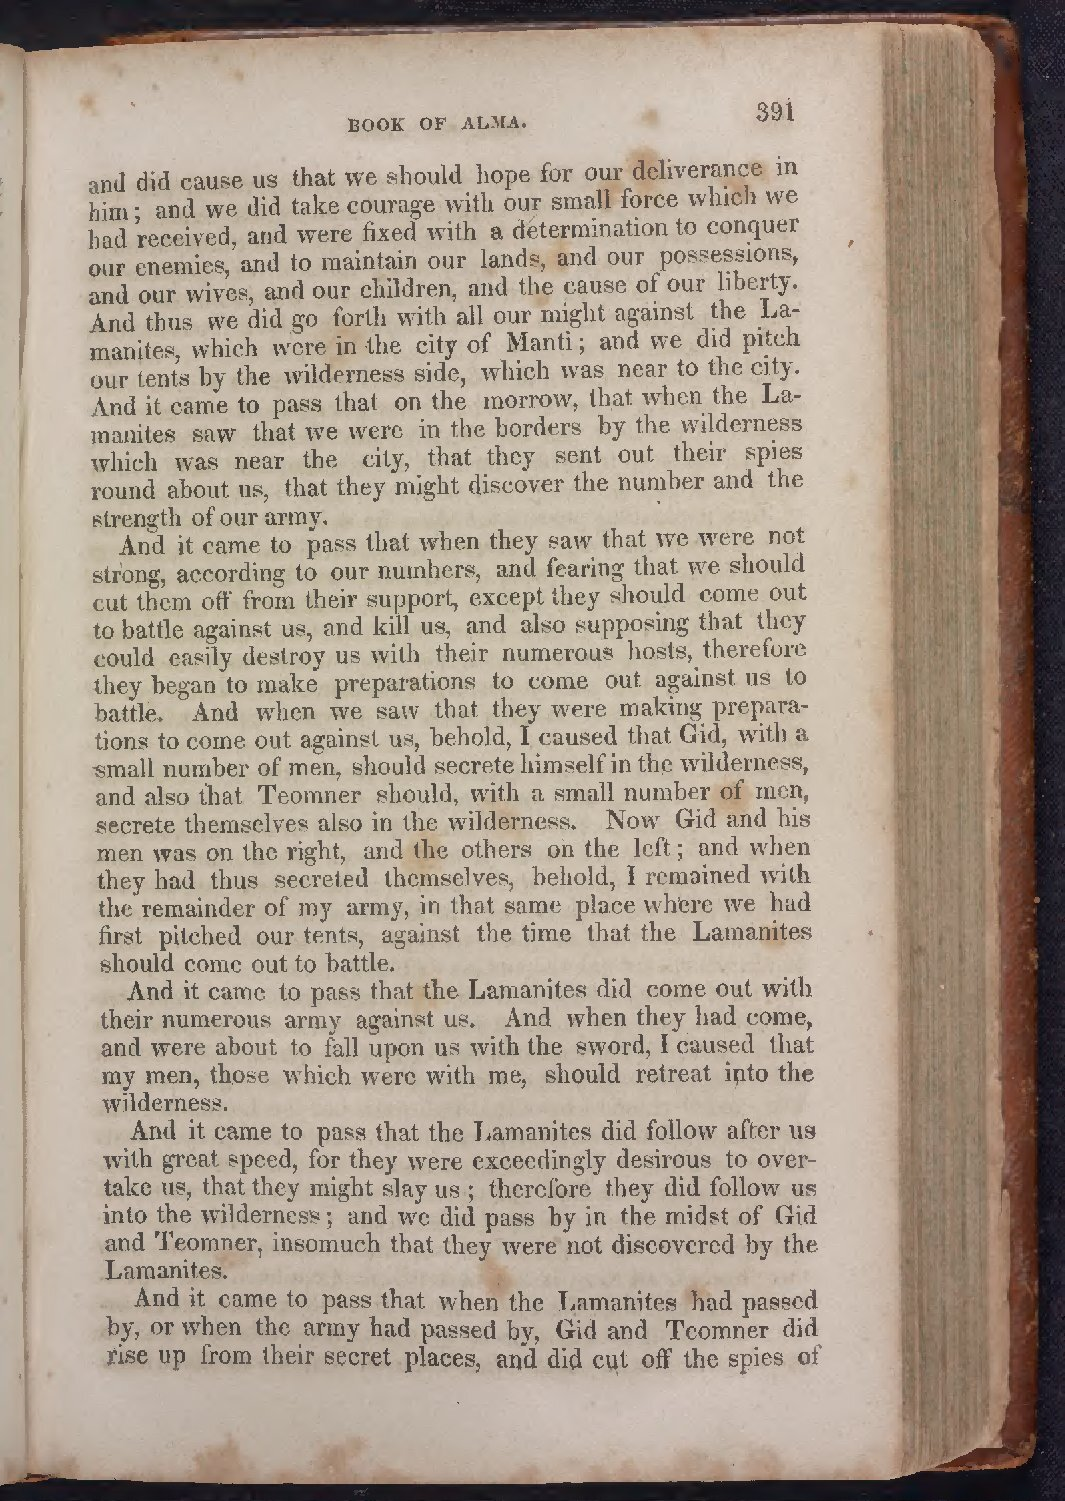 BOOK OF ALMA. 391
and did cause us that we should hope for our deliverance in
him; and we did take courage with our small force which we
had received, and were fixed with a determination to conquer
our enemies, and to maintain our lands, and our possessions,
and our wives, and our children, and the cause of our liberty.
And thus we did go forth with all our might against the La-
manites, which were in the city of Manti; and we did pitch
our tents by the wilderness side, which was near to the city.
And it came to pass that on the morrow, that when the La-
manites saw that we were in the borders by the wilderness
which was near the city, that they sent out their spies
round about us, that they might discover the number and the
strength of our army.
And it came to pass that when they saw that we were not
strong, according to our numbers, and fearing that we should
cut them off from their support, except they should come out
to battle against us, and kill us, and also supposing that they
could easily destroy us with their numerous hosts, therefore
they began to make preparations to come out against us to
battle. And when we saw that they were making prepara-
tions to come out against us, behold, I caused that Gid, with a
small number of men, should secrete himself in the wilderness,
and also that Teomner should, with a small number of men,
secrete themselves also in the wilderness. Now Gid and his
men was on the right, and the others on the left; and when
they had thus secreted themselves, behold, I remained with
the remainder of my army, in that same place where we had
first pitched our tents, against the time that the Lamanites
should come out to battle.
And it came to pass that the Lamanites did come out with
their numerous army against us. And when they had come,
and were about to fall upon us with the sword, I caused that
my men, those which were with me, should retreat into the
wilderness.
And it came to pass that the Lamanites did follow after us
with great speed, for they were exceedingly desirous to over-
take us, that they might slay us; therefore they did follow us
into the wilderness; and we did pass by in the midst of Gid
and Teomner, insomuch that they were not discovered by the
Lamanites.
And it came to pass that when the Lamanites had passed
by, or when the army had passed by, Gid and Teomner did
rise up from their secret places, and did cut off the spies of